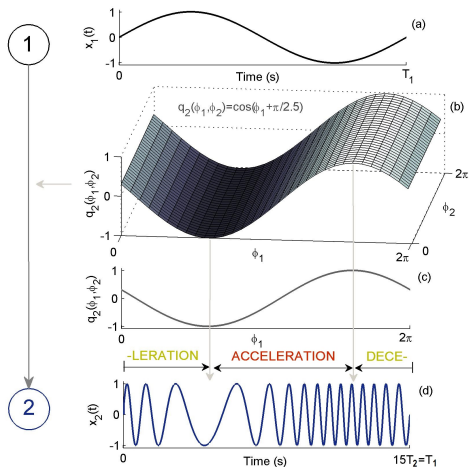 1
(a)
x1(t)
1
0
-1
0
Time (s)
T1
(b)
q2(ϕ1,ϕ2)=cos(ϕ1+π/2.5)
q2(ϕ1,ϕ2)
1
0
-1
0
ϕ1
2π
0
ϕ2
2π
(c)
q2(ϕ1,ϕ2)
1
0
-1
0
ϕ1
2π
-LERATION
ACCELERATION
DECE-
2
(d)
x2(t)
1
0
-1
0
Time (s)
15T2=T1